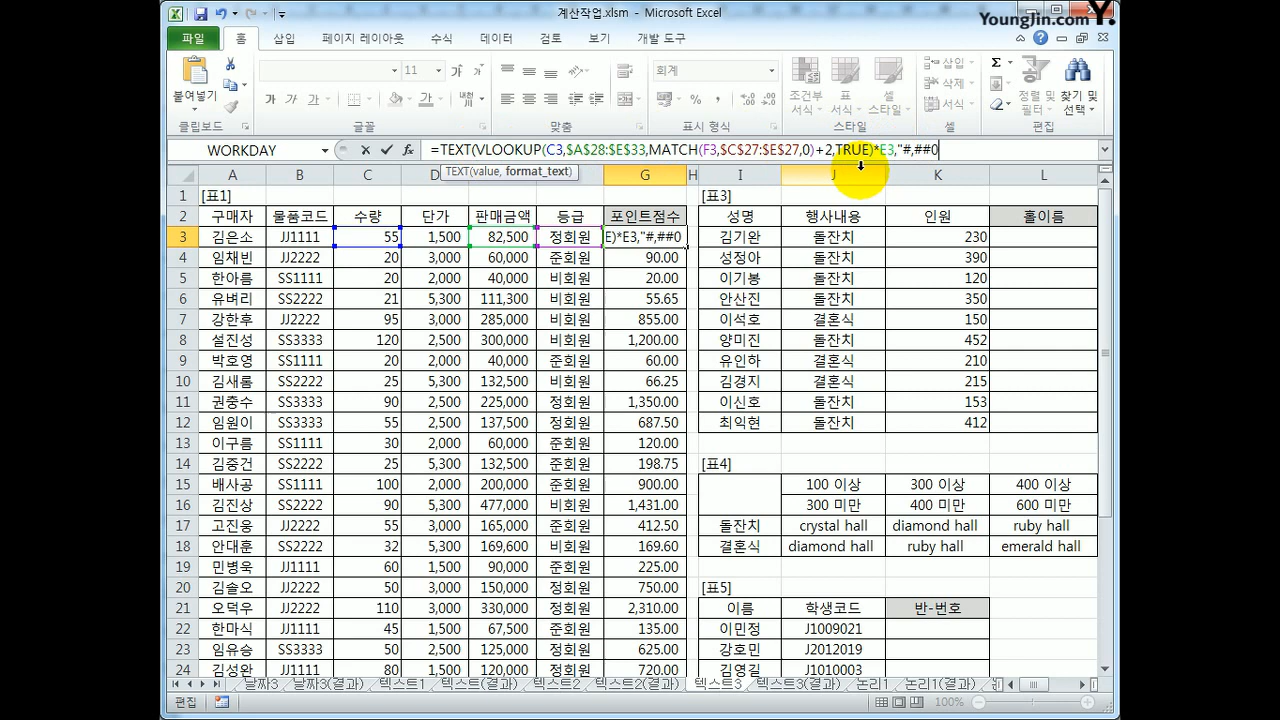 계산작업.xlsm - Microsoft Excel
YoungJin.com Y.
파일 홈 삽입 페이지 레이아웃 수식 데이터 검토 보기 개발 도구
붙여넣기 11 가 가 가 회계 조건부 서식 표 서식 셀 스타일 삽입 삭제 서식 정렬 및 필터 찾기 및 선택
클립보드 글꼴 맞춤 표시 형식 스타일 셀 편집
WORKDAY =TEXT(VLOOKUP(C3,$A$28:$E$33,MATCH(F3,$C$27:$E$27,0)+2,TRUE)*E3,"#,##0
TEXT(value, format_text)
A B C D E F G H I J K L
1 [표1] [표3]
2 구매자 물품코드 수량 단가 판매금액 등급 포인트점수 성명 행사내용 인원 홀이름
3 김은소 JJ1111 55 1,500 82,500 정회원 E)*E3,"#,##0 김기완 돌잔치 230
4 임채빈 JJ2222 20 3,000 60,000 준회원 90.00 성정아 돌잔치 390
5 한아름 SS1111 20 2,000 40,000 비회원 20.00 이기봉 돌잔치 120
6 유벼리 SS2222 21 5,300 111,300 비회원 55.65 안산진 돌잔치 350
7 강한후 JJ2222 95 3,000 285,000 비회원 855.00 이석호 결혼식 150
8 설진성 SS3333 120 2,500 300,000 비회원 1,200.00 양미진 돌잔치 452
9 박호영 SS1111 20 2,000 40,000 준회원 60.00 유인하 결혼식 210
10 김새롬 SS2222 25 5,300 132,500 비회원 66.25 김경지 결혼식 215
11 권충수 SS3333 90 2,500 225,000 정회원 1,350.00 이신호 돌잔치 153
12 임원이 SS3333 55 2,500 137,500 정회원 687.50 최익현 돌잔치 412
13 이구름 SS1111 30 2,000 60,000 준회원 120.00
14 김중건 SS2222 25 5,300 132,500 준회원 198.75 [표4]
15 배사공 SS1111 100 2,000 200,000 준회원 900.00 100 이상 300 이상 400 이상
16 김진상 SS2222 90 5,300 477,000 준회원 1,431.00 300 미만 400 미만 600 미만
17 고진웅 JJ2222 55 3,000 165,000 준회원 412.50 돌잔치 crystal hall diamond hall ruby hall
18 안대훈 SS2222 32 5,300 169,600 비회원 169.60 결혼식 diamond hall ruby hall emerald hall
19 민병욱 JJ1111 60 1,500 90,000 준회원 225.00
20 김솔오 JJ2222 50 3,000 150,000 정회원 750.00 [표5]
21 오덕우 JJ2222 110 3,000 330,000 정회원 2,310.00 이름 학생코드 반-번호
22 한마식 JJ1111 45 1,500 67,500 준회원 135.00 이민정 J1009021
23 임유승 SS3333 50 2,500 125,000 정회원 625.00 강호민 J2012019
24 김성완 JJ1111 80 1,500 120,000 정회원 720.00 김영길 J1010003
날짜3 날짜3(결과) 텍스트1 텍스트(결과) 텍스트2 텍스트2(결과) 텍스트3 텍스트3(결과) 논리1 논리1(결과)
편집 100%